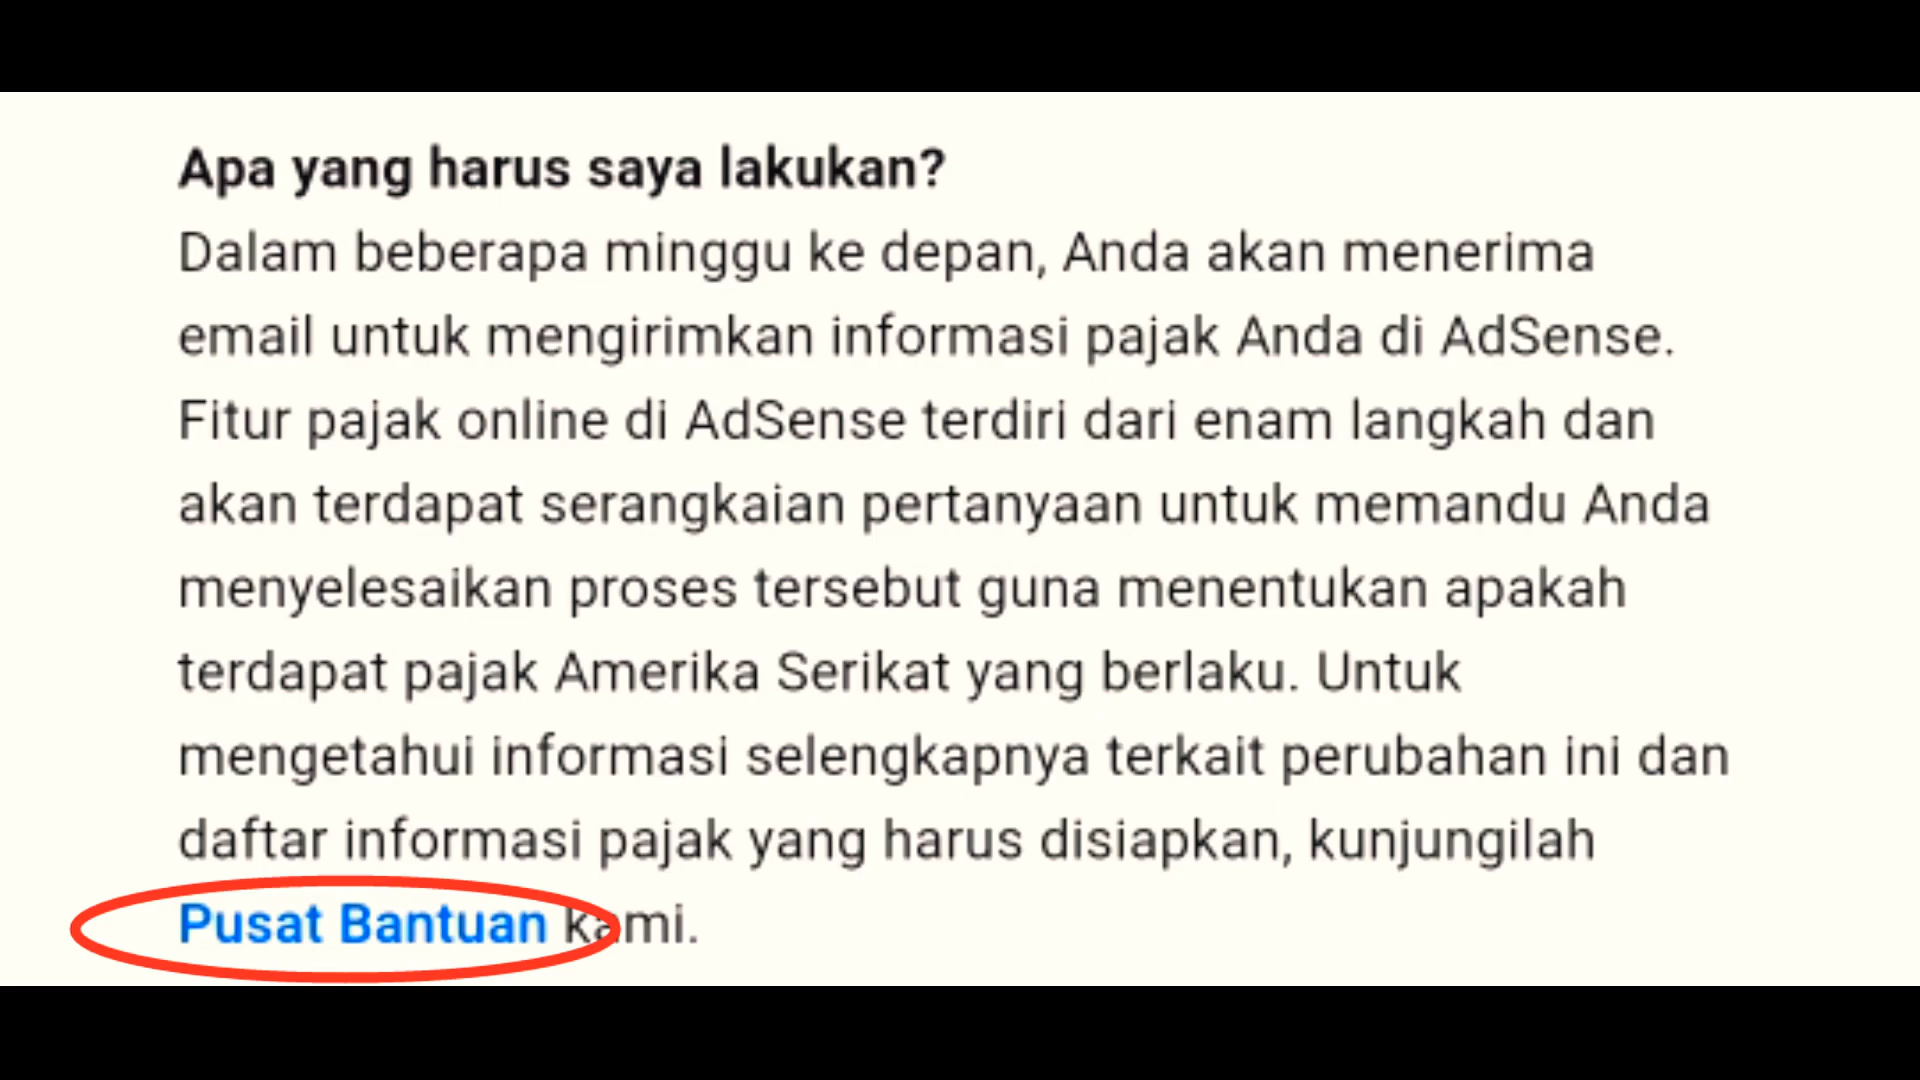 Apa yang harus saya lakukan?
Dalam beberapa minggu ke depan, Anda akan menerima
email untuk mengirimkan informasi pajak Anda di AdSense.
Fitur pajak online di AdSense terdiri dari enam langkah dan
akan terdapat serangkaian pertanyaan untuk memandu Anda
menyelesaikan proses tersebut guna menentukan apakah
terdapat pajak Amerika Serikat yang berlaku. Untuk
mengetahui informasi selengkapnya terkait perubahan ini dan
daftar informasi pajak yang harus disiapkan, kunjungilah
Pusat Bantuan kami.